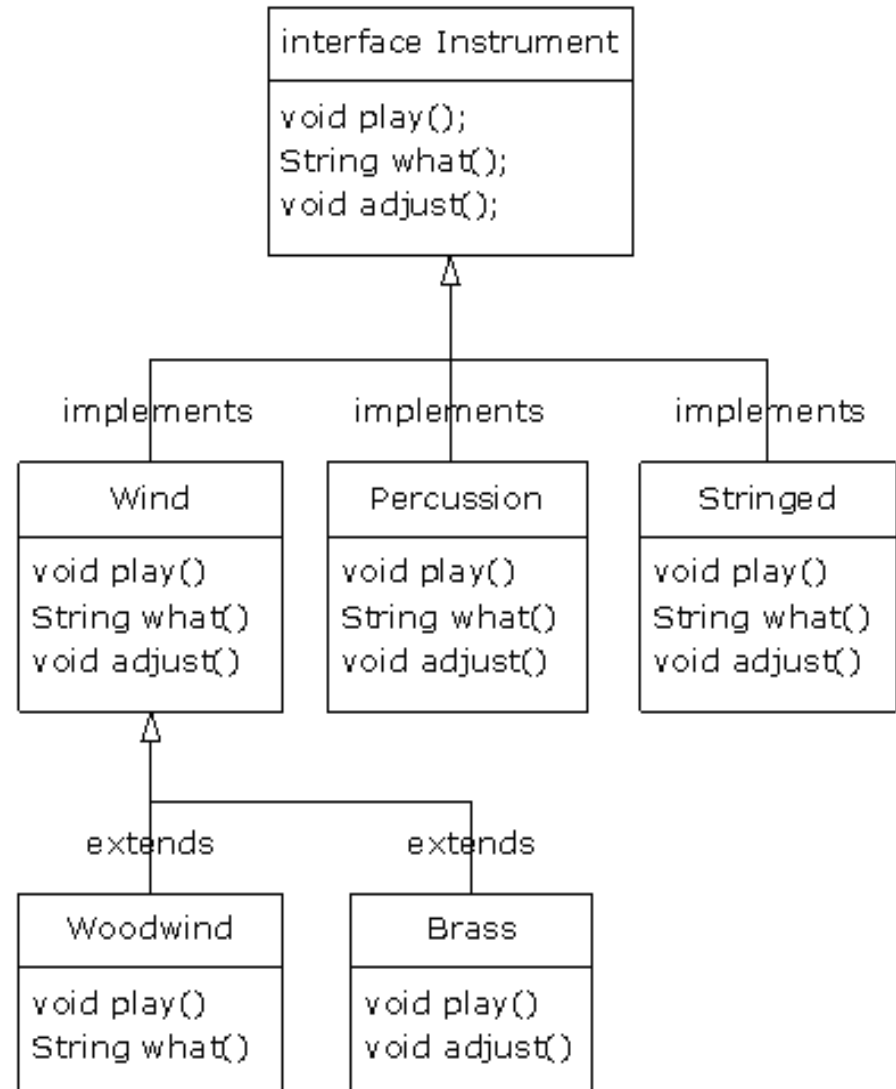 interface Instrument
void play();
String what();
void adjust();
implements
implements
implements
Wind
void play()
String what()
void adjust()
Percussion
void play()
String what()
void adjust()
Stringed
void play()
String what()
void adjust()
extends
extends
Woodwind
void play()
String what()
Brass
void play()
void adjust()